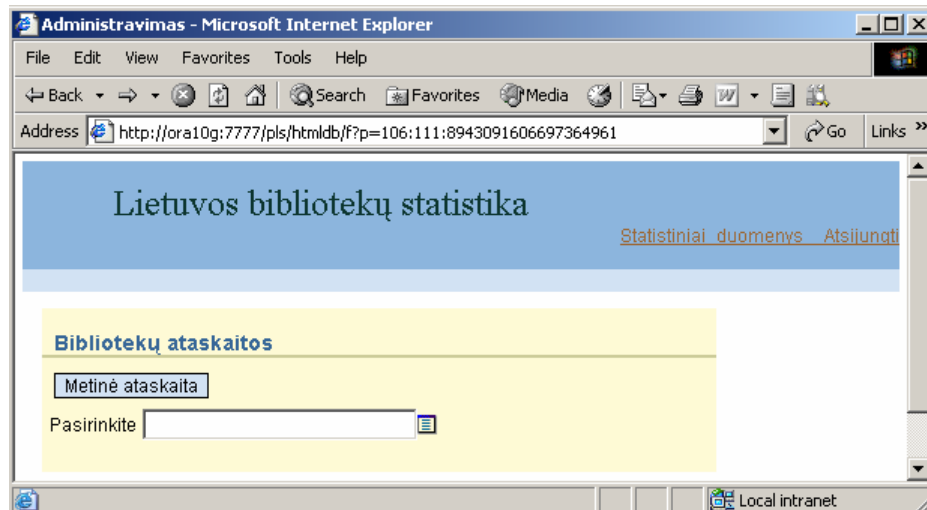 Administravimas - Microsoft Internet Explorer
File Edit View Favorites Tools Help
Back Search Favorites Media
Address http://ora10g:7777/pls/htmldb/f?p=106:111:8943091606697364961 Go Links »
Lietuvos bibliotekų statistika
Statistiniai duomenys Atsijungti
Bibliotekų ataskaitos
Metinė ataskaita
Pasirinkite
Local intranet